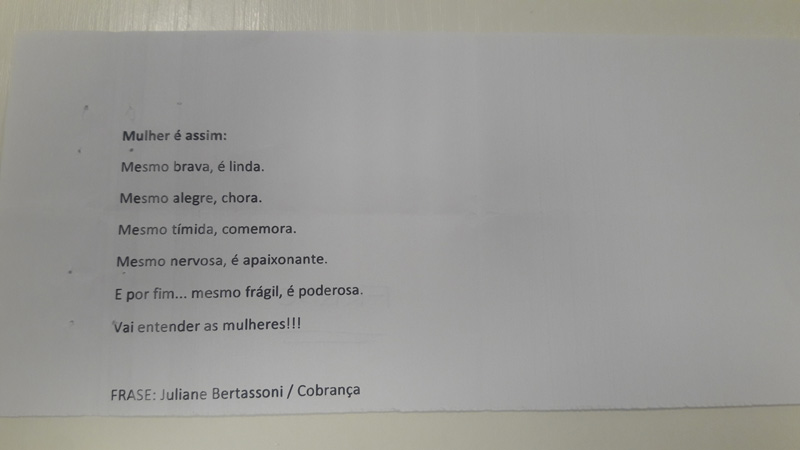 Mulher é assim:
Mesmo brava, é linda.
Mesmo alegre, chora.
Mesmo tímida, comemora.
Mesmo nervosa, é apaixonante.
E por fim... mesmo frágil, é poderosa.
Vai entender as mulheres!!!
FRASE: Juliane Bertassoni / Cobrança